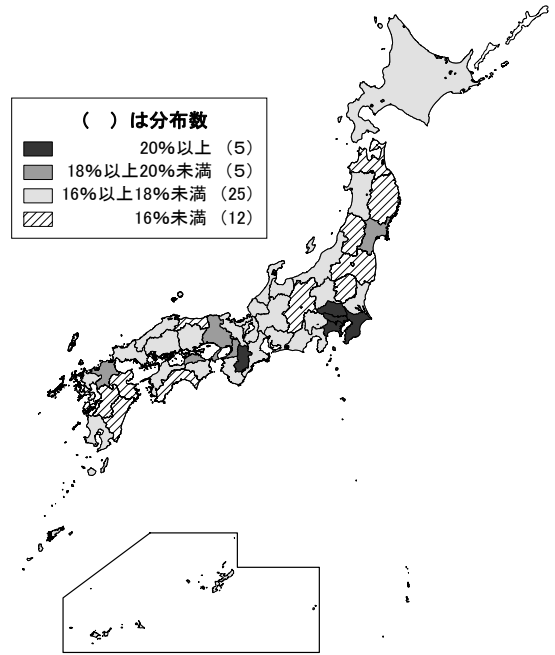 (　)は分布数
20%以上 (5)
18%以上20%未満 (5)
16%以上18%未満 (25)
16%未満 (12)